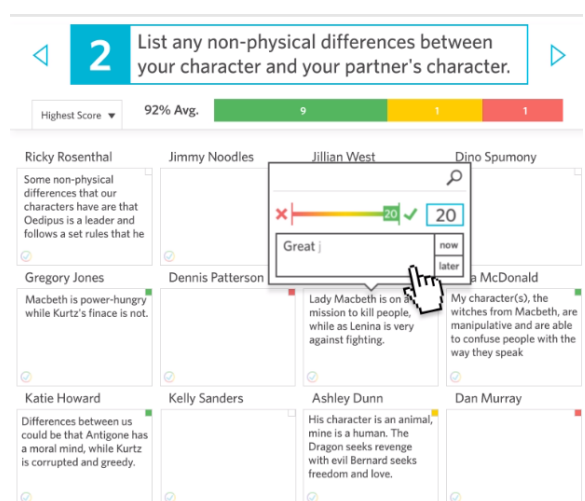 2
List any non-physical differences between
your character and your partner's character.
Highest Score
92% Avg.
9
1
1
Ricky Rosenthal
Jimmy Noodles
Jillian West
Dino Spumony
Some non-physical
differences that our
characters have are that
Oedipus is a leader and
follows a set rules that he
20
20
Great
now
later
Gregory Jones
Dennis Patterson
McDonald
Macbeth is power-hungry
while Kurtz's finace is not.
Lady Macbeth is on a
mission to kill people,
while as Lenina is very
against fighting.
My character(s), the
witches from Macbeth, are
manipulative and are able
to confuse people with the
way they speak
Katie Howard
Kelly Sanders
Ashley Dunn
Dan Murray
Differences between us
could be that Antigone has
a moral mind, while Kurtz
is corrupted and greedy.
His character is an animal,
mine is a human. The
Dragon seeks revenge
with evil Bernard seeks
freedom and love.